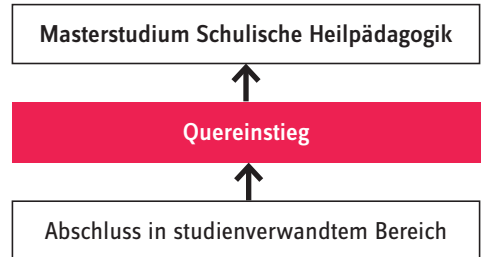 Masterstudium Schulische Heilpädagogik
Quereinstieg
Abschluss in studienverwandtem Bereich